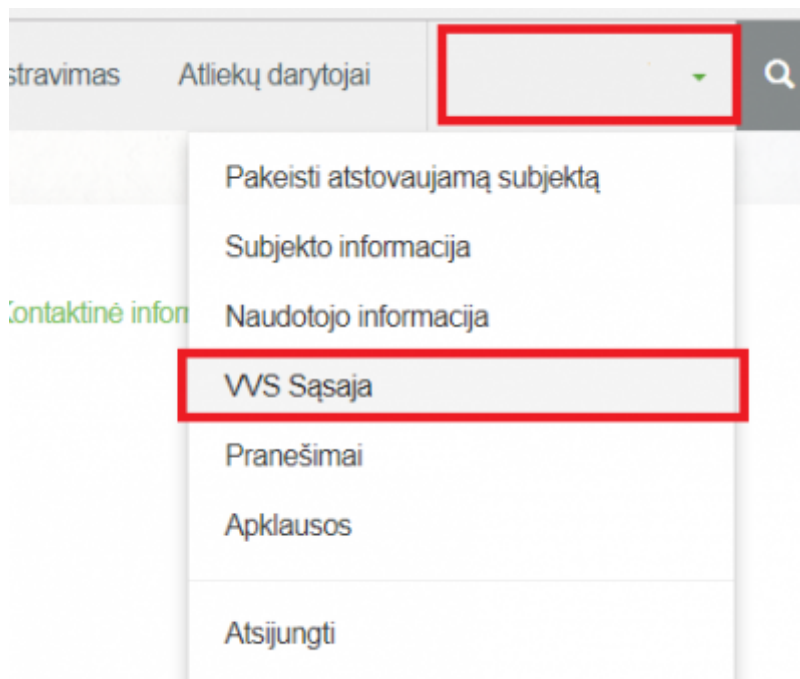 stravimas Atliekų darytojai
Pakeisti atstovaujamą subjektą
Subjekto informacija
Kontaktinė infor
Naudotojo informacija
VVS Sąsaja
Pranešimai
Apklausos
Atsijungti